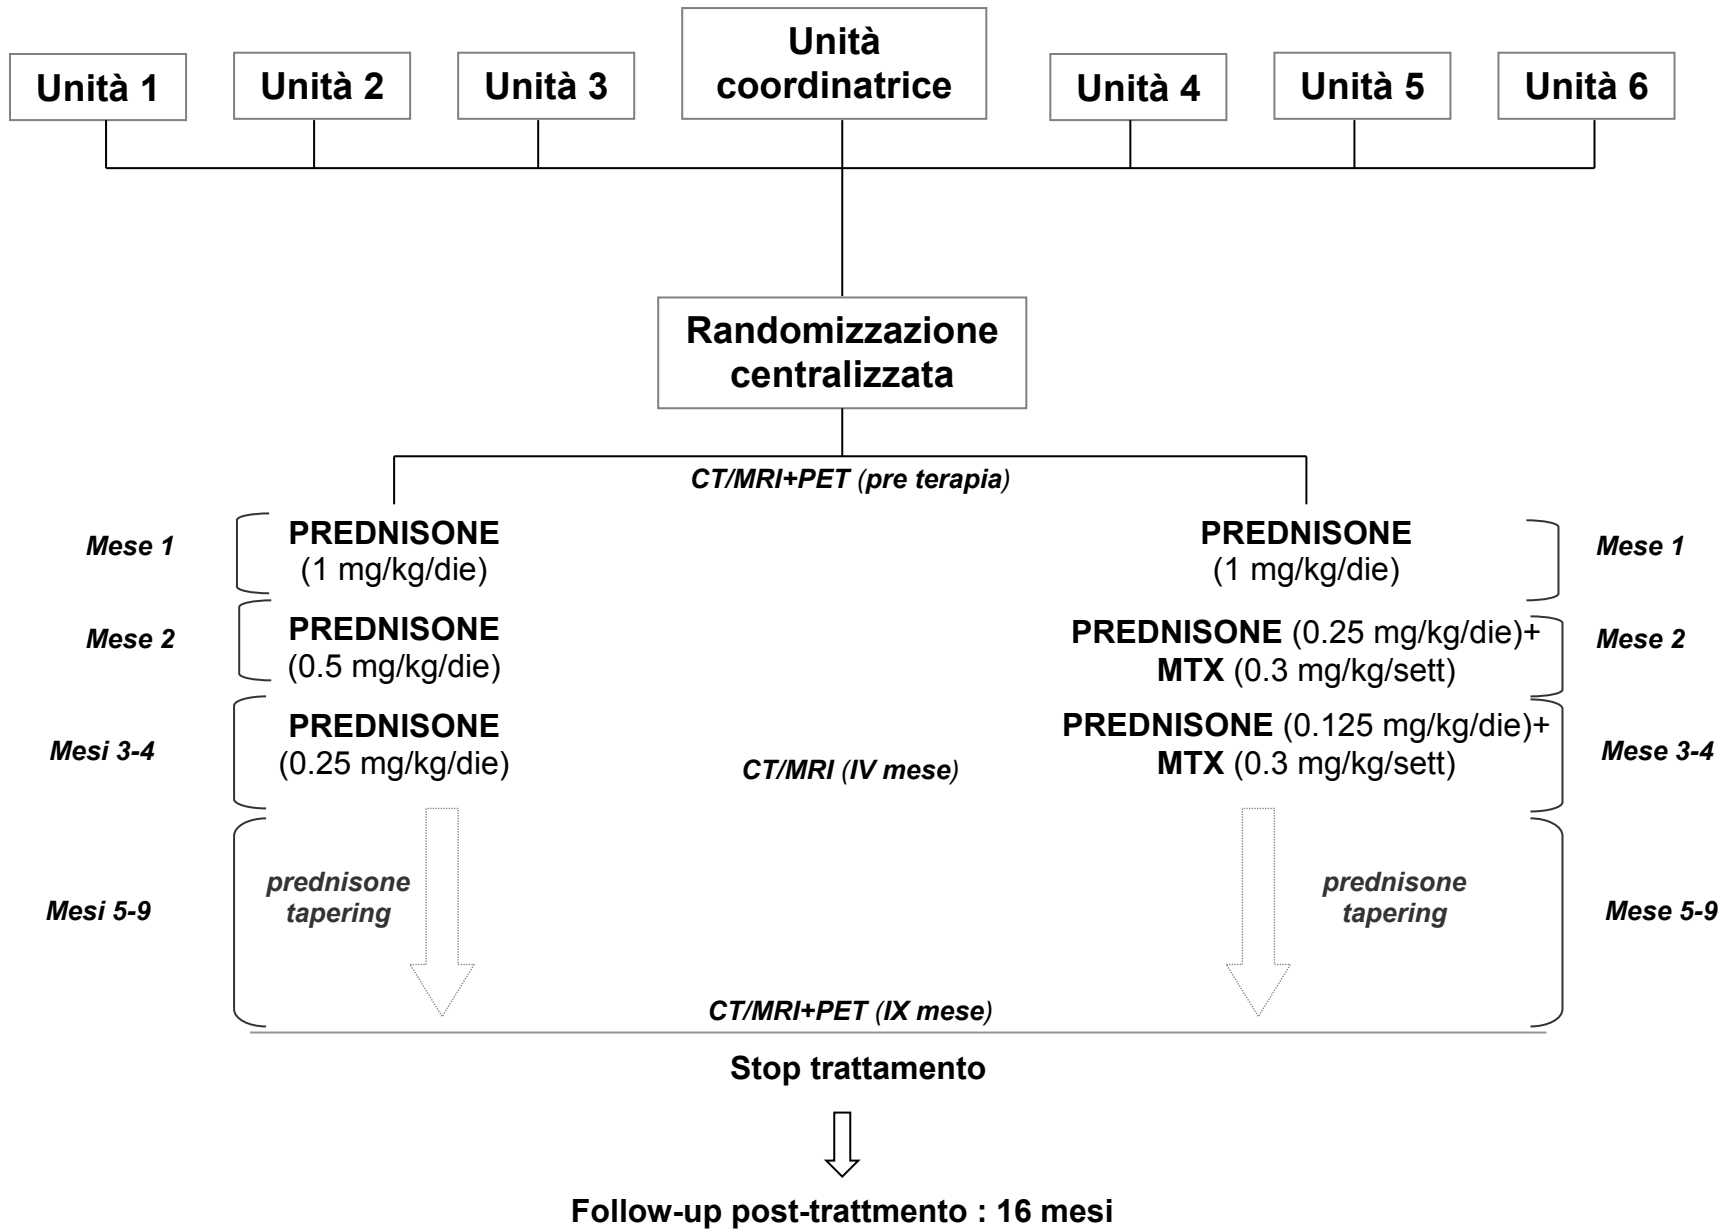 Unità 1
Unità 2
Unità 3
Unità
coordinatrice
Unità 4
Unità 5
Unità 6
Randomizzazione
centralizzata
CT/MRI+PET (pre terapia)
Mese 1
PREDNISONE
(1 mg/kg/die)
PREDNISONE
(1 mg/kg/die)
Mese 1
Mese 2
PREDNISONE
(0.5 mg/kg/die)
PREDNISONE (0.25 mg/kg/die)+
MTX (0.3 mg/kg/sett)
Mese 2
Mesi 3-4
PREDNISONE
(0.25 mg/kg/die)
CT/MRI (IV mese)
PREDNISONE (0.125 mg/kg/die)+
MTX (0.3 mg/kg/sett)
Mese 3-4
Mesi 5-9
prednisone
tapering
prednisone
tapering
Mese 5-9
CT/MRI+PET (IX mese)
Stop trattamento
Follow-up post-trattmento : 16 mesi